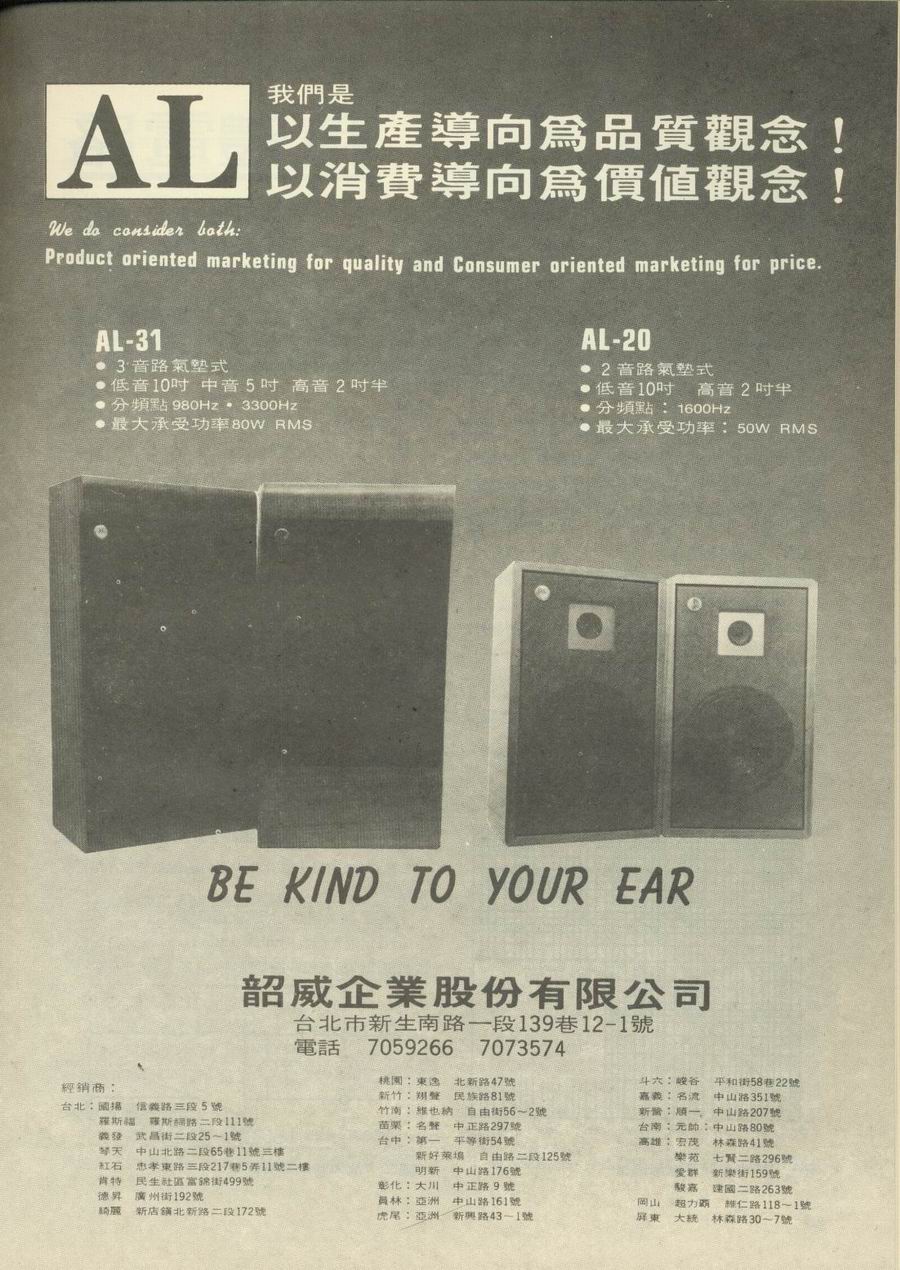 AL
我們是
以生產導向爲品質觀念！
以消費導向爲價值觀念！
We do consider both:
Product oriented marketing for quality and Consumer oriented marketing for price.
AL-31
● 3音路氣墊式
● 低音10吋 中音5吋 高音2吋半
● 分頻點980Hz・3300Hz
● 最大承受功率80W RMS
AL-20
● 2音路氣墊式
● 低音10吋 高音2吋半
● 分頻點：1600Hz
● 最大承受功率：50W RMS
BE KIND TO YOUR EAR
韶威企業股份有限公司
台北市新生南路一段139巷12-1號
電話 7059266 7073574
經銷商：
台北：國揚 信義路三段5號
羅斯福 羅斯福路二段111號
義發 武昌街二段25～1號
琴天 中山北路二段65巷11號三樓
紅石 忠孝東路三段217巷5弄11號二樓
肯特 民生社區富錦街499號
德昇 廣州街192號
綺麗 新店鎮北新路二段172號
桃園：東逸 北新路47號
新竹：翔聲 民族路81號
竹南：維也納 自由街56～2號
苗栗：名聲 中正路297號
台中：第一 平等街54號
新好萊塢 自由路二段125號
明新 中山路176號
彰化：大川 中正路9號
員林：亞洲 中山路161號
虎尾：亞洲 新興路43～1號
斗六：峻谷 平和街58巷22號
嘉義：名流 中山路351號
新營：順一 中山路207號
台南：元帥：中山路80號
高雄：宏茂 林森路41號
樂苑 七賢二路296號
愛群 新樂街159號
駿嘉 建國二路263號
岡山 超力霸 維仁路118～1號
屏東 大統 林森路30～7號